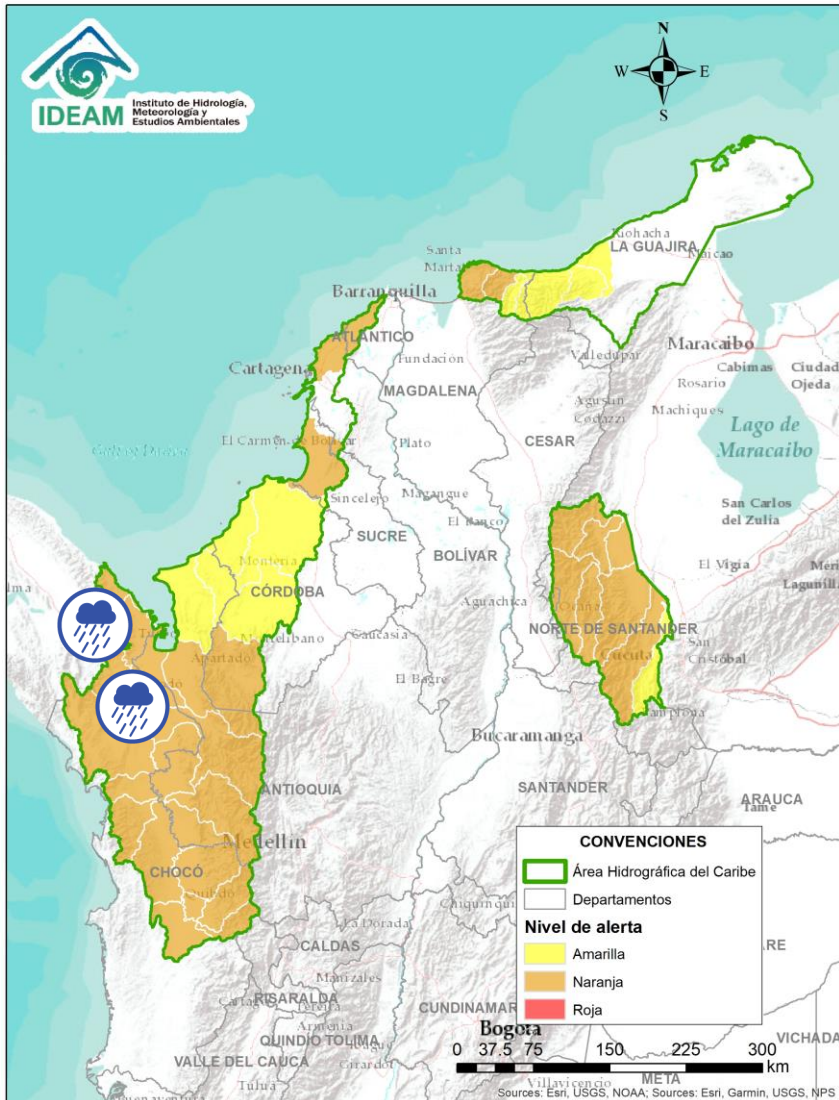 IDEAM
Instituto de Hidrología,
Meteorología y
Estudios Ambientales
N
W E
S
Riohacha
LA GUAJIRA
Maicao
Santa
Marta
Barranquilla
ATLÁNTICO
Cartagena
Fundación
Valledupar
Maracaibo
Cabimas
Ciudad
Ojeda
Rosario
MAGDALENA
Agustín
Codazzi
Machiques
Lago de
Maracaibo
El Carmen de Bolívar
Plato
CESAR
Sincelejo
Magangue
San Carlos
del Zulia
SUCRE
El Banco
BOLÍVAR
Montería
El Vigía
CÓRDOBA
Aguachica
Ocaña
Lagunilla
NORTE DE SANTANDER
Montelibano
Caucasia
San
Cristóbal
Apartadó
Cúcuta
El Bagre
Pamplona
Bucaramanga
ANTIOQUIA
SANTANDER
ARAUCA
Tame
Medellín
CHOCÓ
Quibdó
La Dorada
CALDAS
Manizales
RISARALDA
Pereira
Armenia
CUNDINAMAR
QUINDÍO
TOLIMA
Bogotá
Girardot
VALLE DEL CAUCA
VICHADA
Tuluá
Villavicencio
META
CONVENCIONES
Área Hidrográfica del Caribe
Departamentos
Nivel de alerta
Amarilla
Naranja
Roja
0 37.5 75 150 225 300
km
Sources: Esri, USGS, NOAA; Sources: Esri, Garmin, USGS, NPS